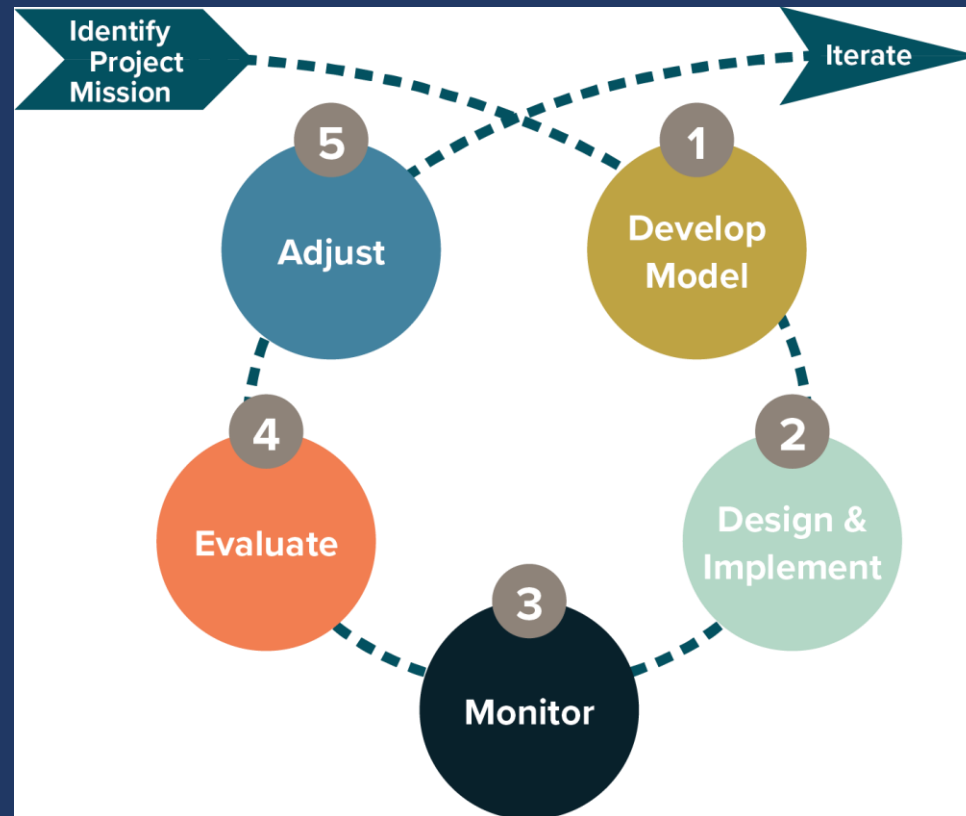 Identify
Project
Mission
Iterate
1
Develop
Model
2
Design &
Implement
3
Monitor
4
Evaluate
5
Adjust